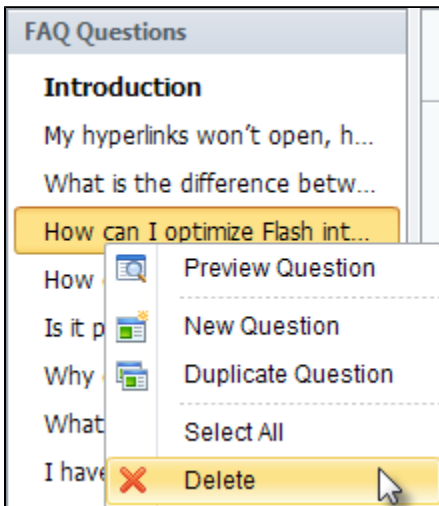 FAQ Questions
Introduction
My hyperlinks won't open, h...
What is the difference betw...
How can I optimize Flash int...
How
Preview Question
Is it p
New Question
Why
Duplicate Question
What
Select All
I have
Delete